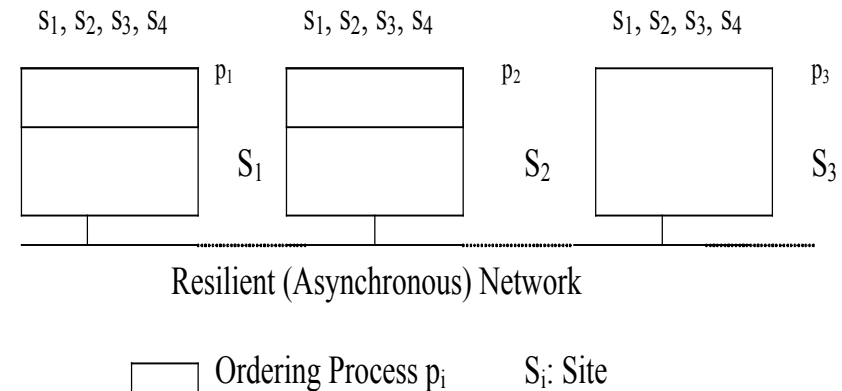 s₁, s₂, s₃, s₄ s₁, s₂, s₃, s₄ s₁, s₂, s₃, s₄
p₁ p₂ p₃
S₁ S₂ S₃
Resilient (Asynchronous) Network
Ordering Process pᵢ Sᵢ: Site